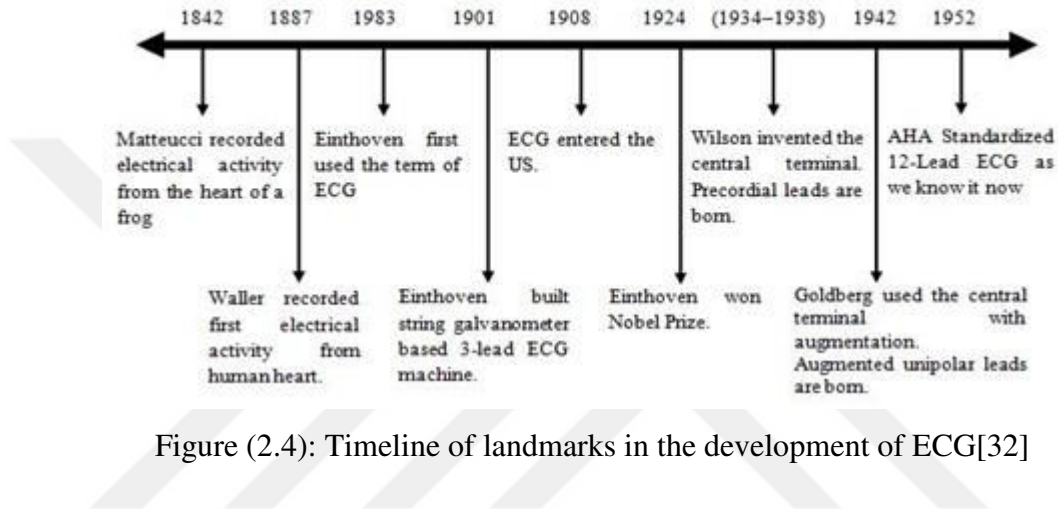 1842 1887 1983 1901 1908 1924 (1934–1938) 1942 1952
Matteucci recorded
electrical activity
from the heart of a
frog
Einthoven first
used the term of
ECG
ECG entered the
US.
Wilson invented the
central terminal.
Precordial leads are
born.
AHA Standardized
12-Lead ECG as
we know it now
Waller recorded
first electrical
activity from
human heart.
Einthoven built
string galvanometer
based 3-lead ECG
machine.
Einthoven won
Nobel Prize.
Goldberg used the central
terminal with
augmentation.
Augmented unipolar leads
are born.
Figure (2.4): Timeline of landmarks in the development of ECG[32]